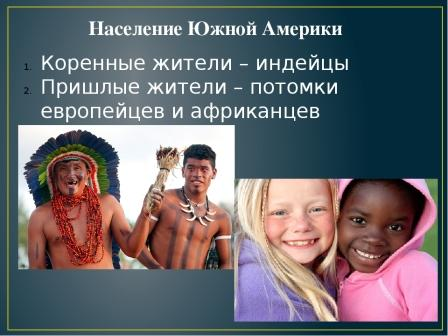 Население Южной Америки
1. Коренные жители – индейцы
2. Пришлые жители – потомки
европейцев и африканцев